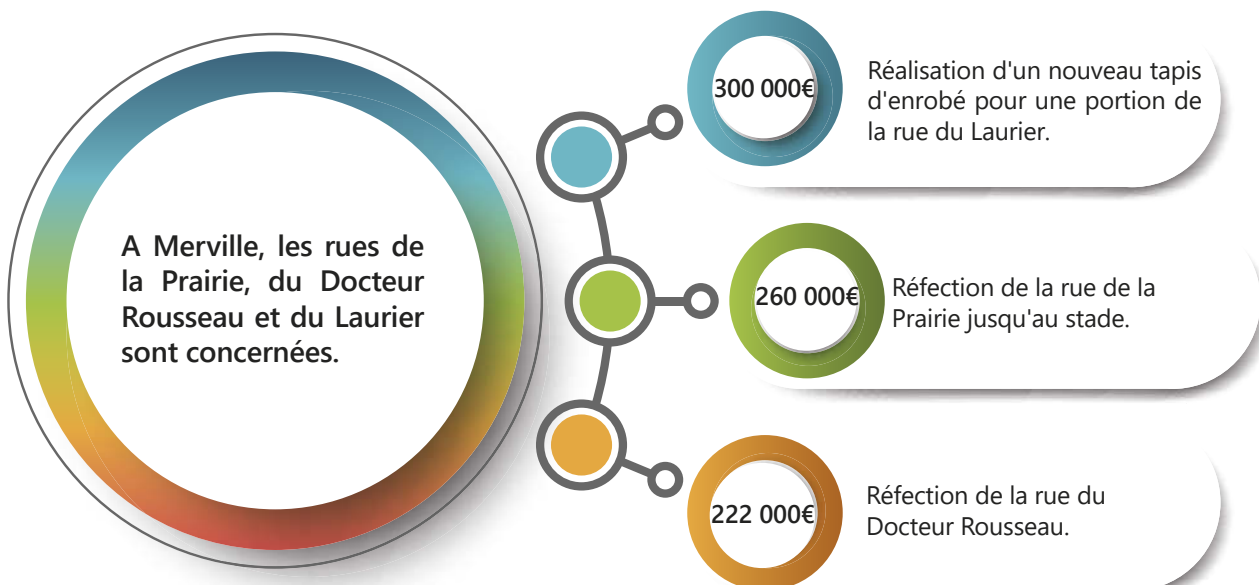 A Merville, les rues de
la Prairie, du Docteur
Rousseau et du Laurier
sont concernées.
300 000€
Réalisation d'un nouveau tapis
d'enrobé pour une portion de
la rue du Laurier.
260 000€
Réfection de la rue de la
Prairie jusqu'au stade.
222 000€
Réfection de la rue du
Docteur Rousseau.